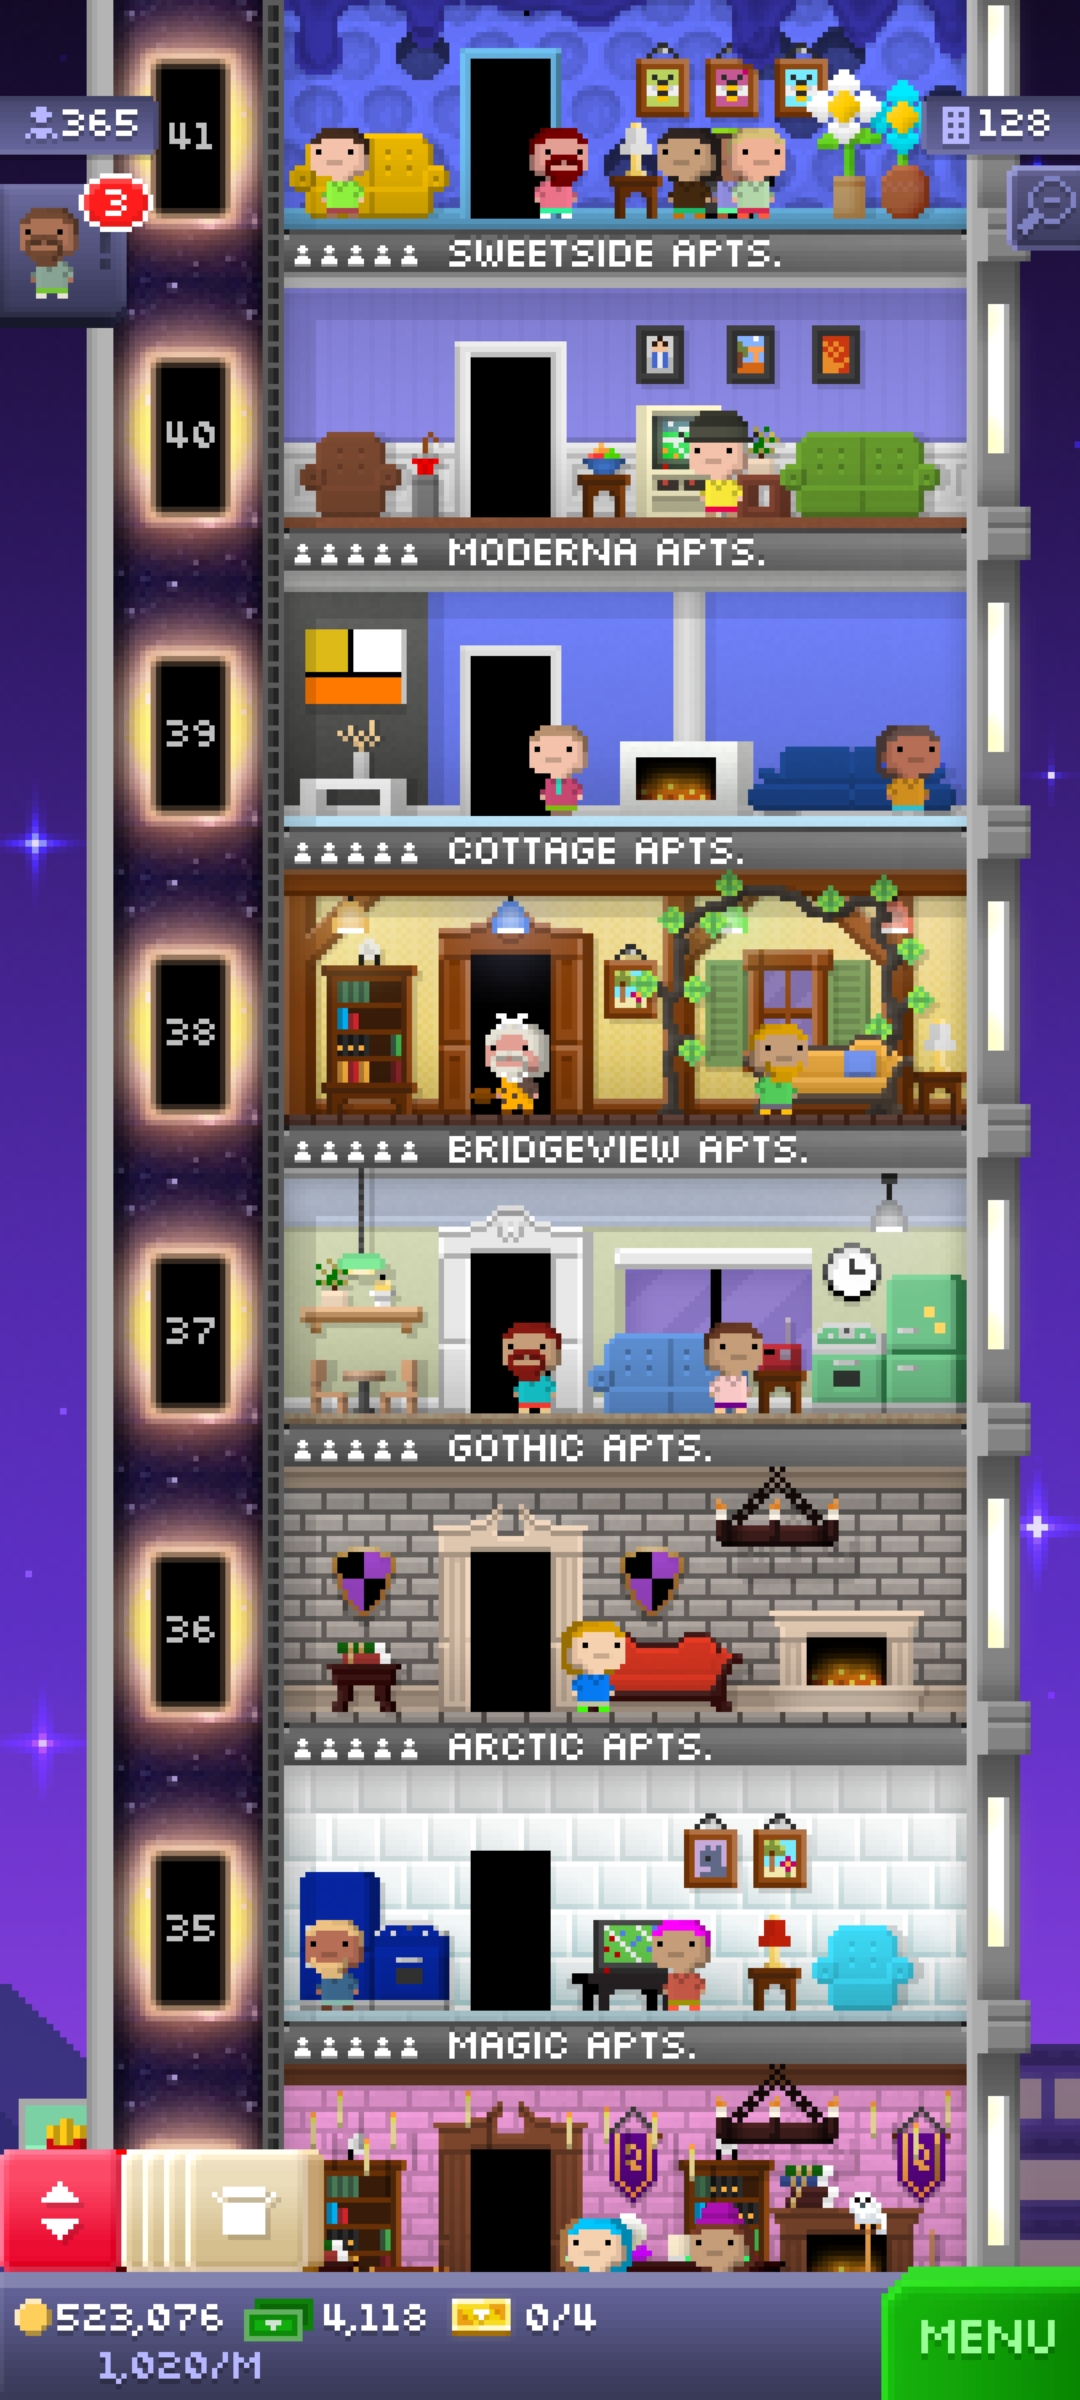 365
41
128
3
SWEETSIDE APTS.
40
MODERNA APTS.
39
COTTAGE APTS.
38
BRIDGEVIEW APTS.
37
GOTHIC APTS.
36
ARCTIC APTS.
35
MAGIC APTS.
523,076 4,118 0/4
1,020/M
MENU